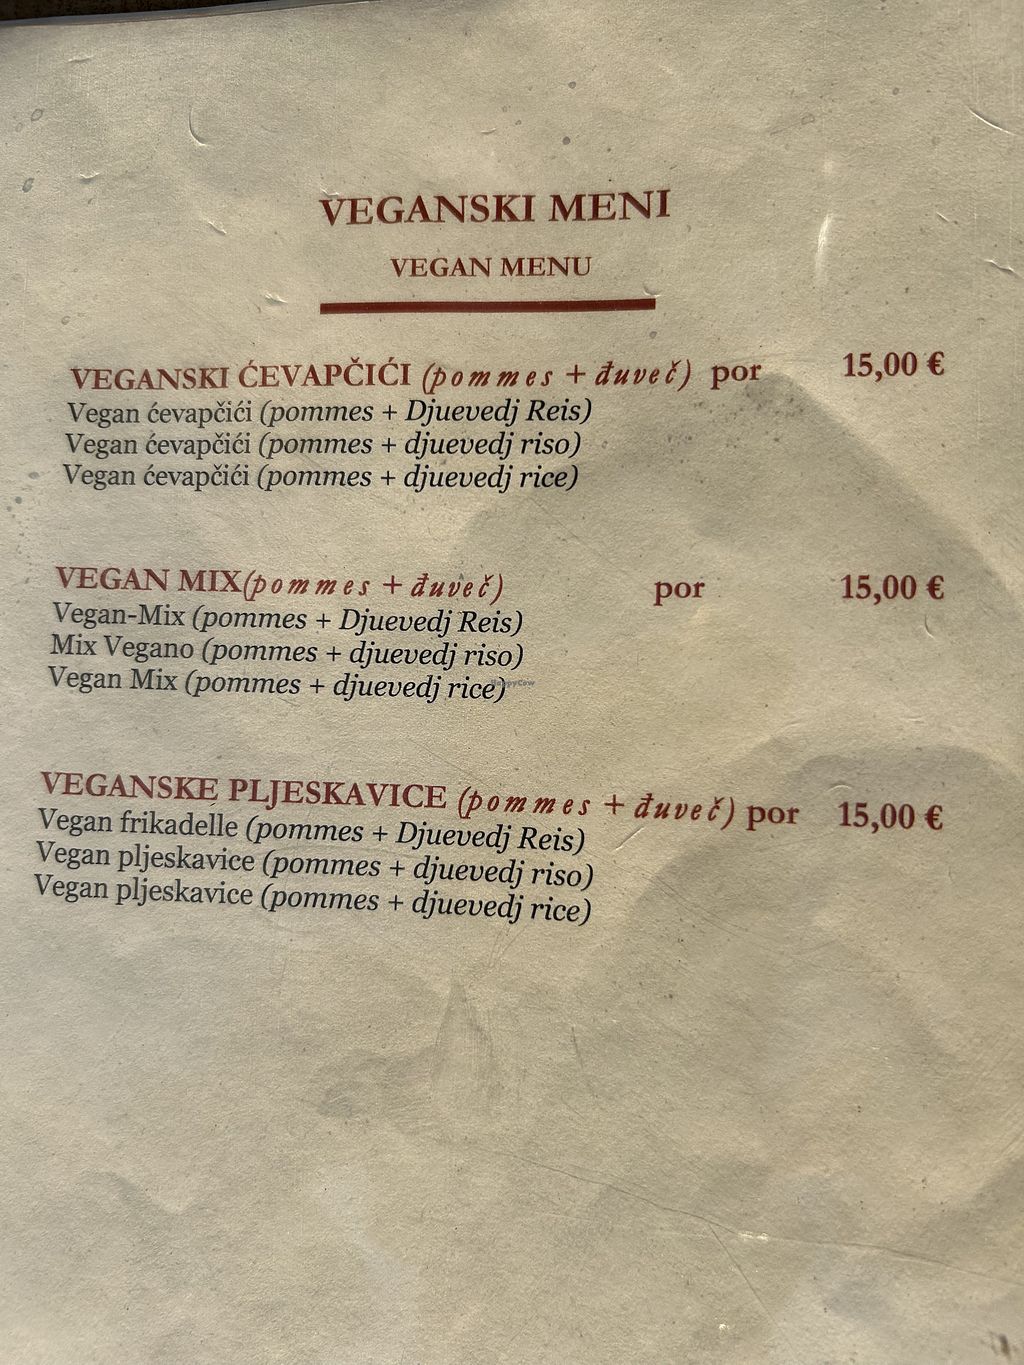 VEGANSKI MENI
VEGAN MENU
VEGANSKI ĆEVAPČIĆI (pommes + đuveč) por 15,00 €
Vegan ćevapčići (pommes + Djuevedj Reis)
Vegan ćevapčići (pommes + djuevedj riso)
Vegan ćevapčići (pommes + djuevedj rice)
VEGAN MIX(pommes + đuveč) por 15,00 €
Vegan-Mix (pommes + Djuevedj Reis)
Mix Vegano (pommes + djuevedj riso)
Vegan Mix (pommes + djuevedj rice)
HappyCow
VEGANSKE PLJESKAVICE (pommes + đuveč) por 15,00 €
Vegan frikadelle (pommes + Djuevedj Reis)
Vegan pljeskavice (pommes + djuevedj riso)
Vegan pljeskavice (pommes + djuevedj rice)